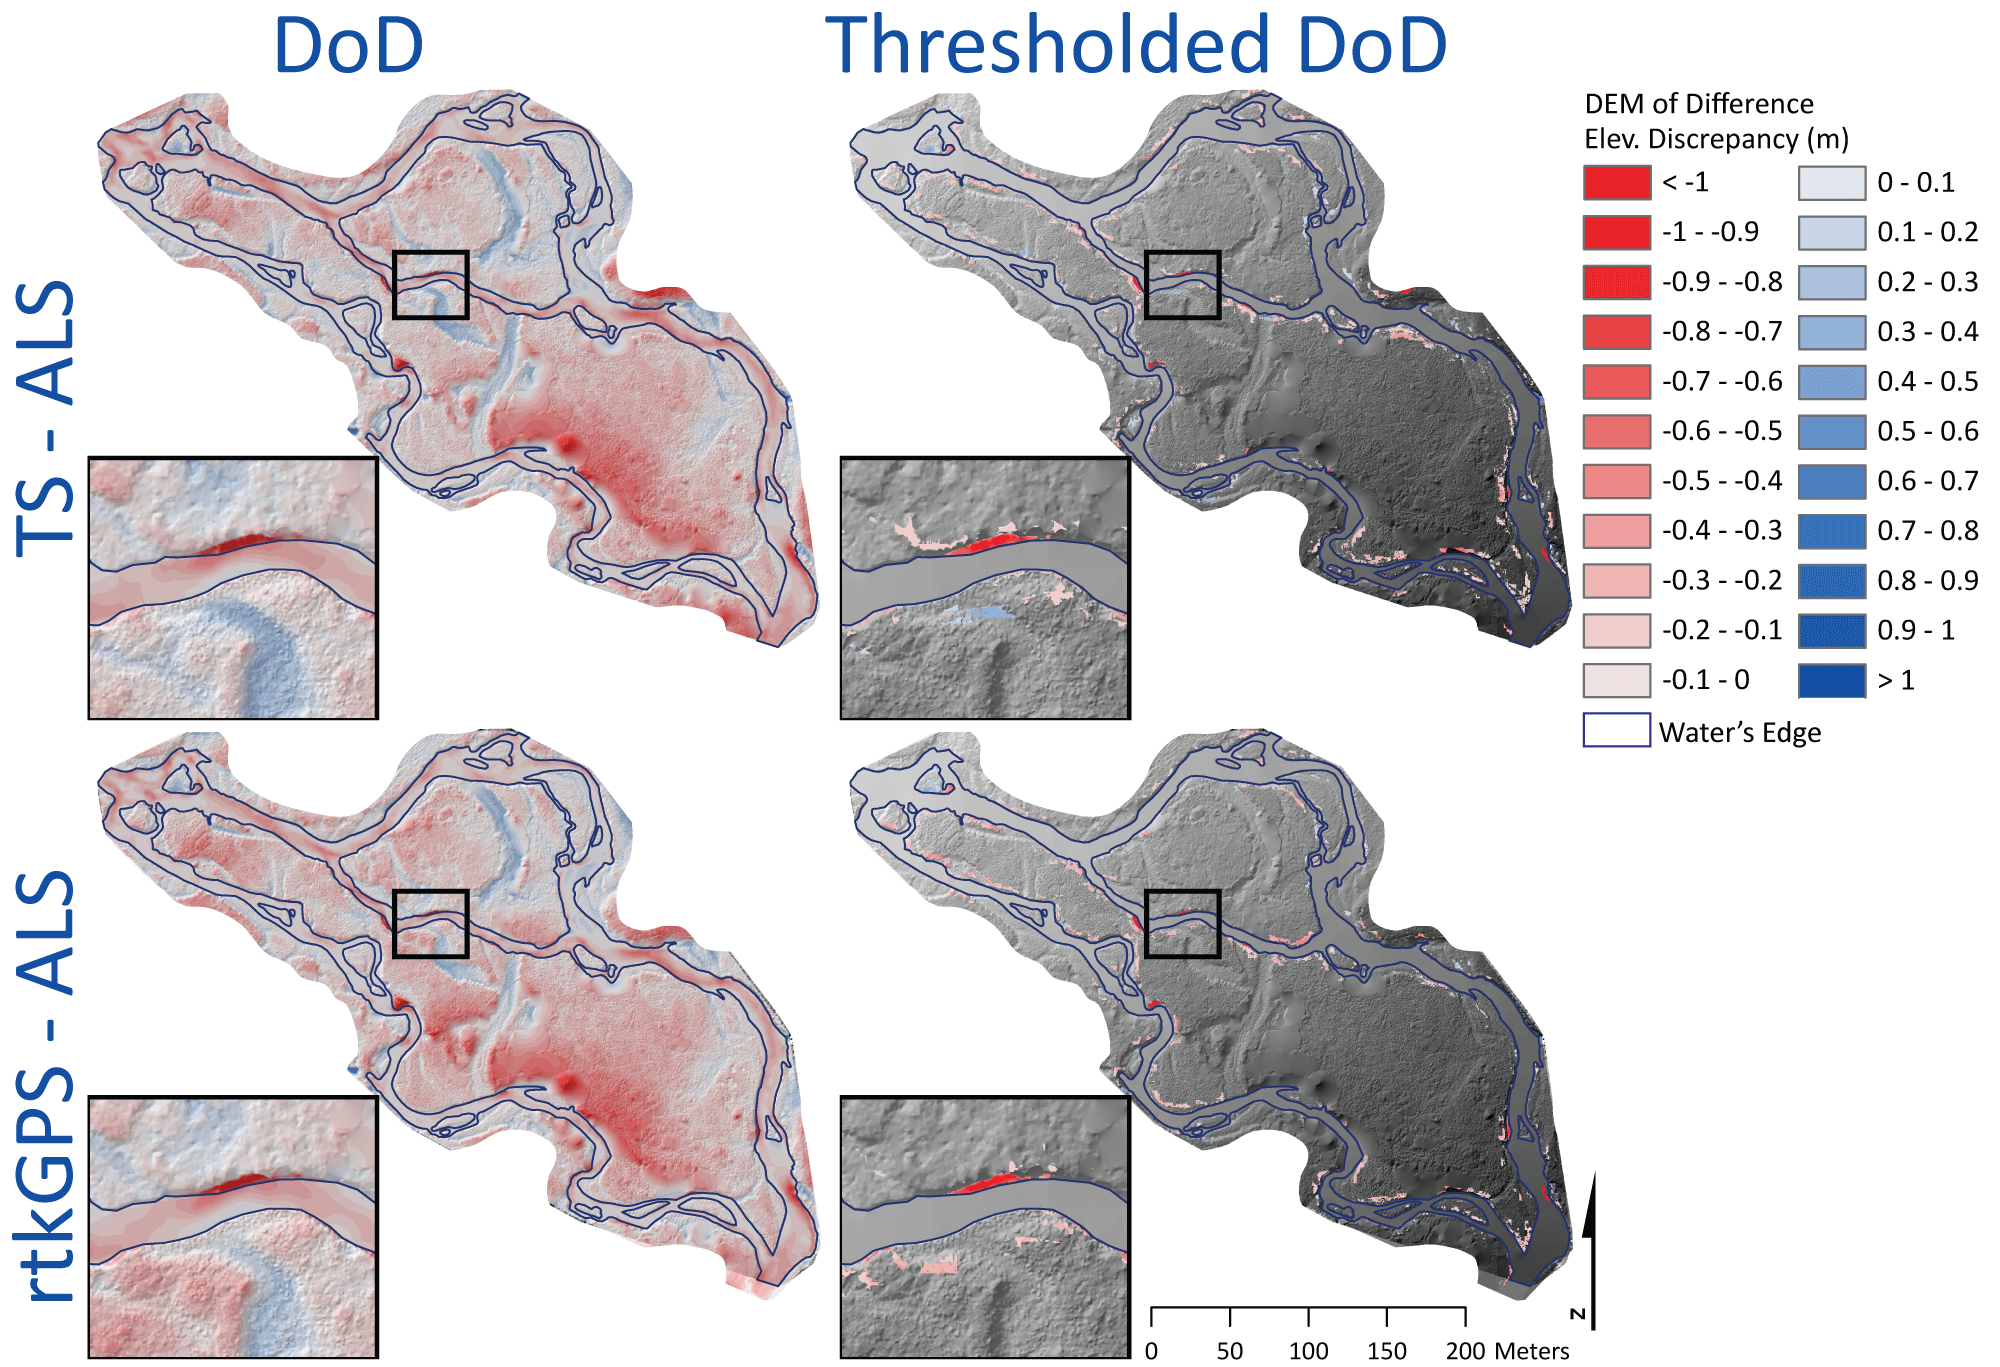 DoD
Thresholded DoD
TS - ALS
rtkGPS - ALS
DEM of Difference
Elev. Discrepancy (m)
< -1
-1 - -0.9
-0.9 - -0.8
-0.8 - -0.7
-0.7 - -0.6
-0.6 - -0.5
-0.5 - -0.4
-0.4 - -0.3
-0.3 - -0.2
-0.2 - -0.1
-0.1 - 0
0 - 0.1
0.1 - 0.2
0.2 - 0.3
0.3 - 0.4
0.4 - 0.5
0.5 - 0.6
0.6 - 0.7
0.7 - 0.8
0.8 - 0.9
0.9 - 1
> 1
Water's Edge
N
0 50 100 150 200 Meters